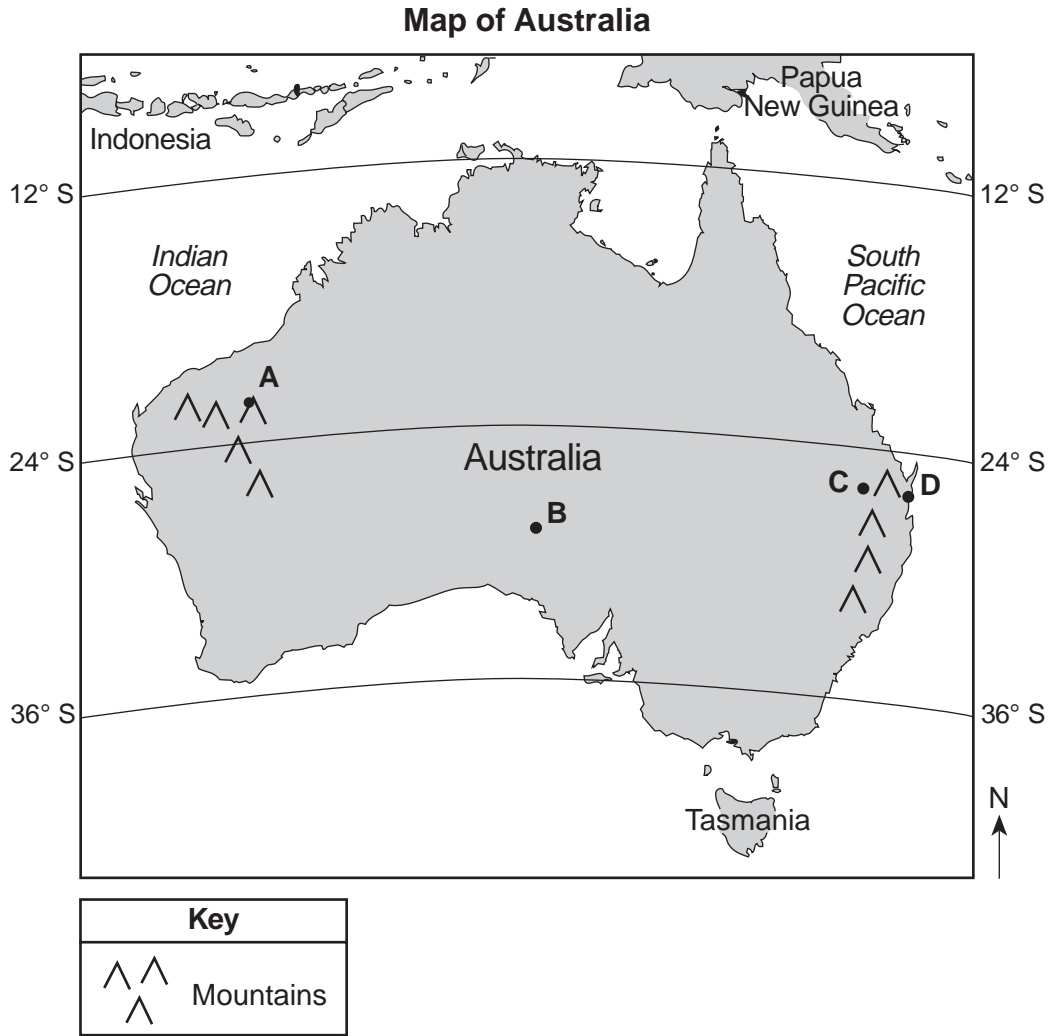 Map of Australia
Papua
New Guinea
Indonesia
12° S
12° S
Indian
Ocean
South
Pacific
Ocean
A
24° S
Australia
24° S
C
D
B
36° S
36° S
Tasmania
N
Key
Mountains